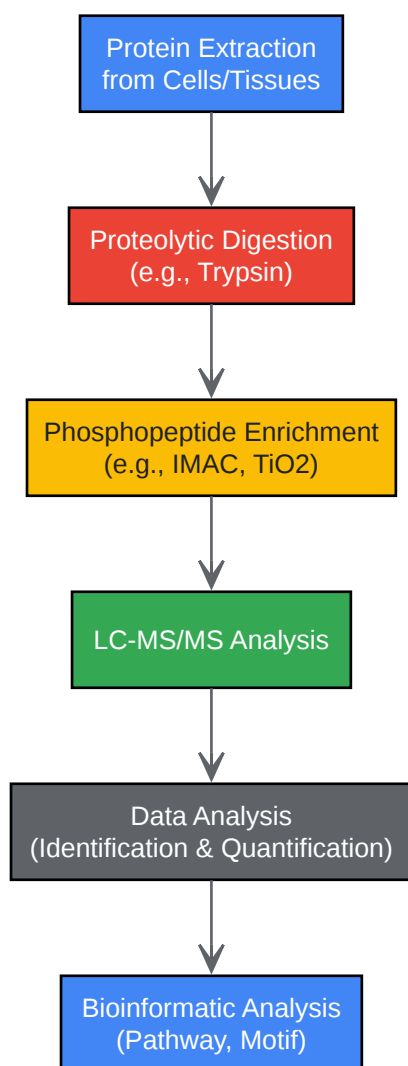 Protein Extraction
from Cells/Tissues
Proteolytic Digestion
(e.g., Trypsin)
Phosphopeptide Enrichment
(e.g., IMAC, TiO2)
LC-MS/MS Analysis
Data Analysis
(Identification & Quantification)
Bioinformatic Analysis
(Pathway, Motif)